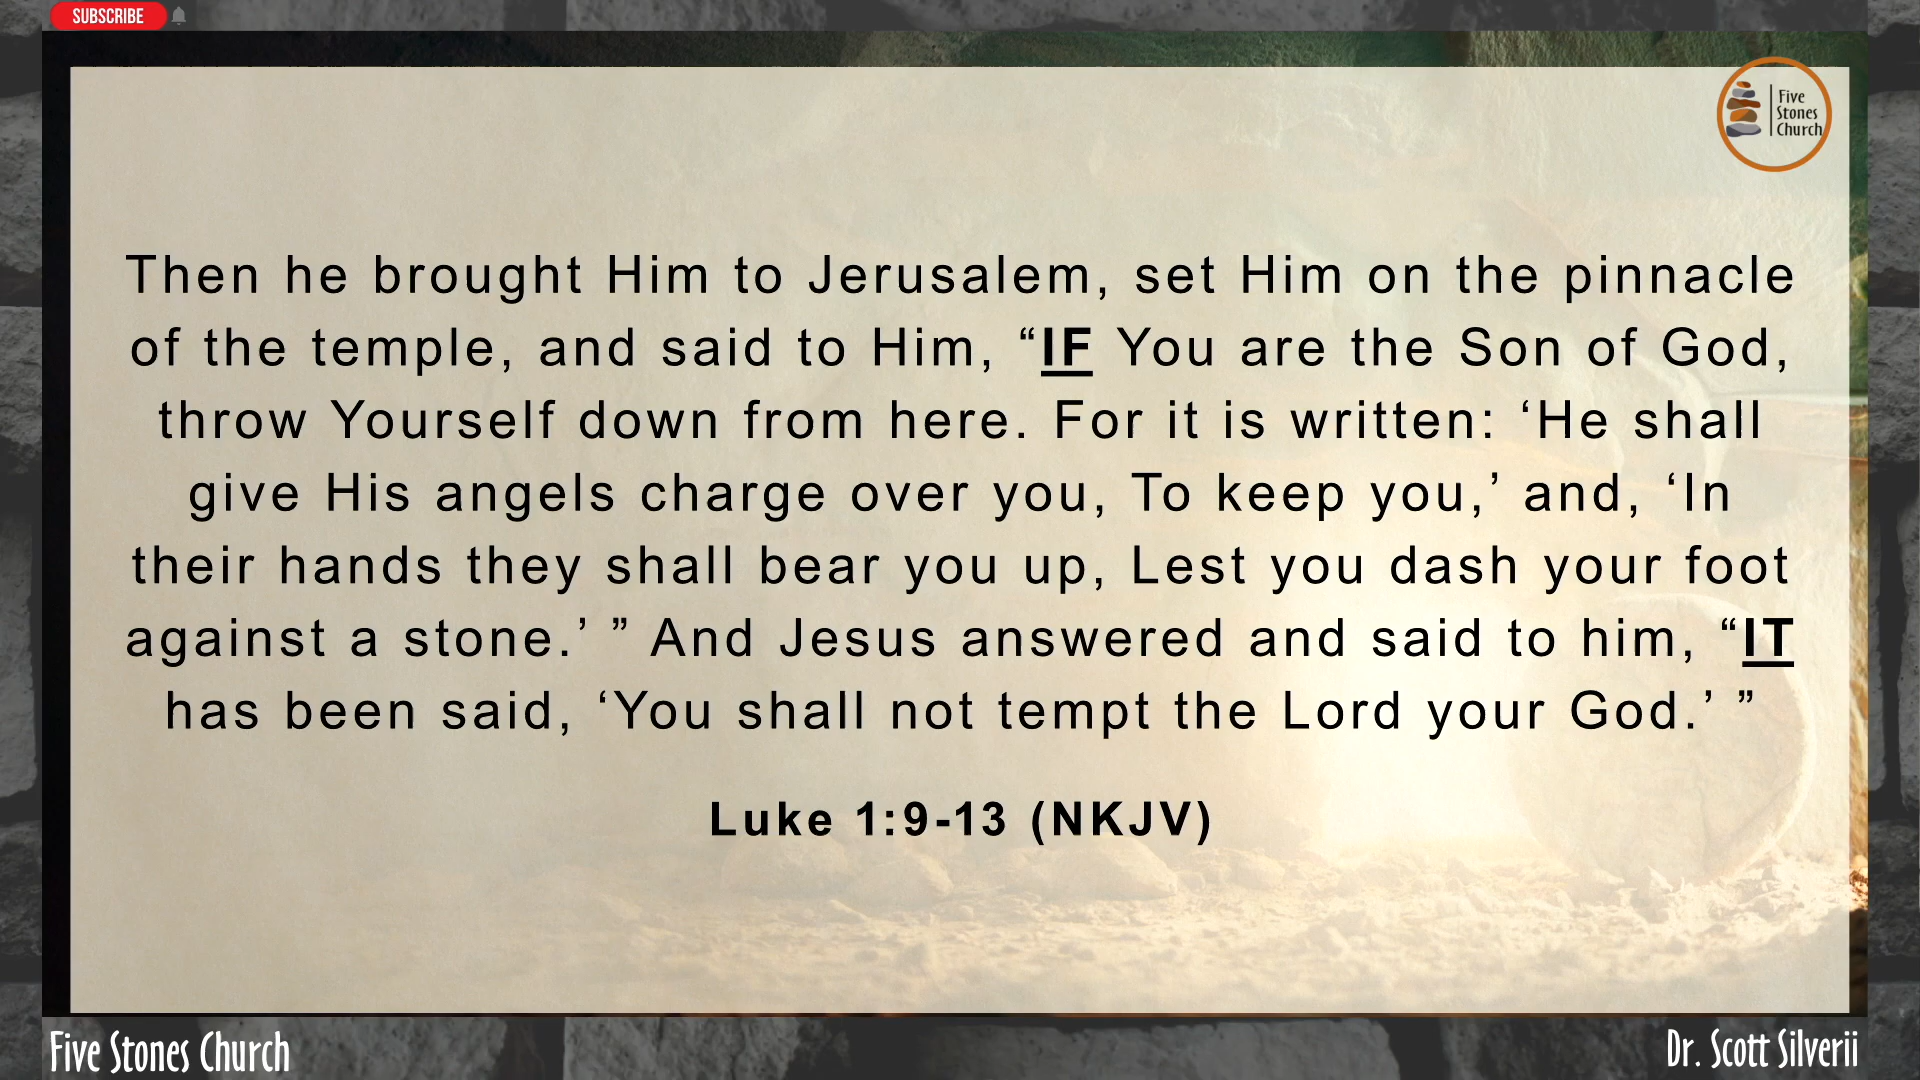 SUBSCRIBE
Five
Stones
Church
Then he brought Him to Jerusalem, set Him on the pinnacle
of the temple, and said to Him, “IF You are the Son of God,
throw Yourself down from here. For it is written: ‘He shall
give His angels charge over you, To keep you,’ and, ‘In
their hands they shall bear you up, Lest you dash your foot
against a stone.’ ” And Jesus answered and said to him, “IT
has been said, ‘You shall not tempt the Lord your God.’ ”
Luke 1:9-13 (NKJV)
Five Stones Church
Dr. Scott Silverii